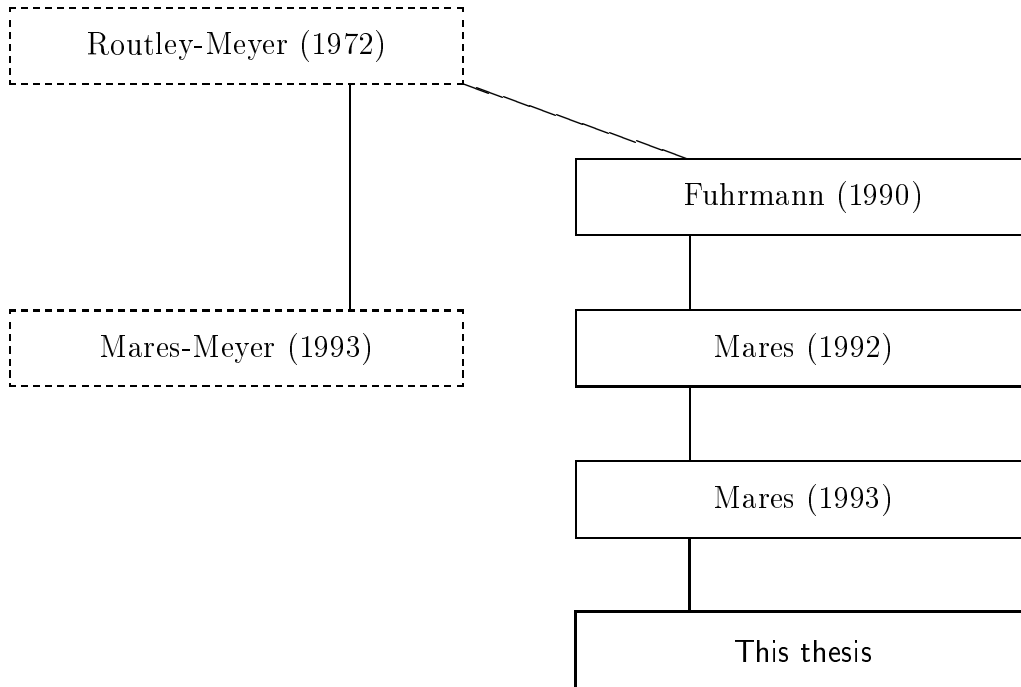 Routley-Meyer (1972)
Fuhrmann (1990)
Mares-Meyer (1993)
Mares (1992)
Mares (1993)
This thesis